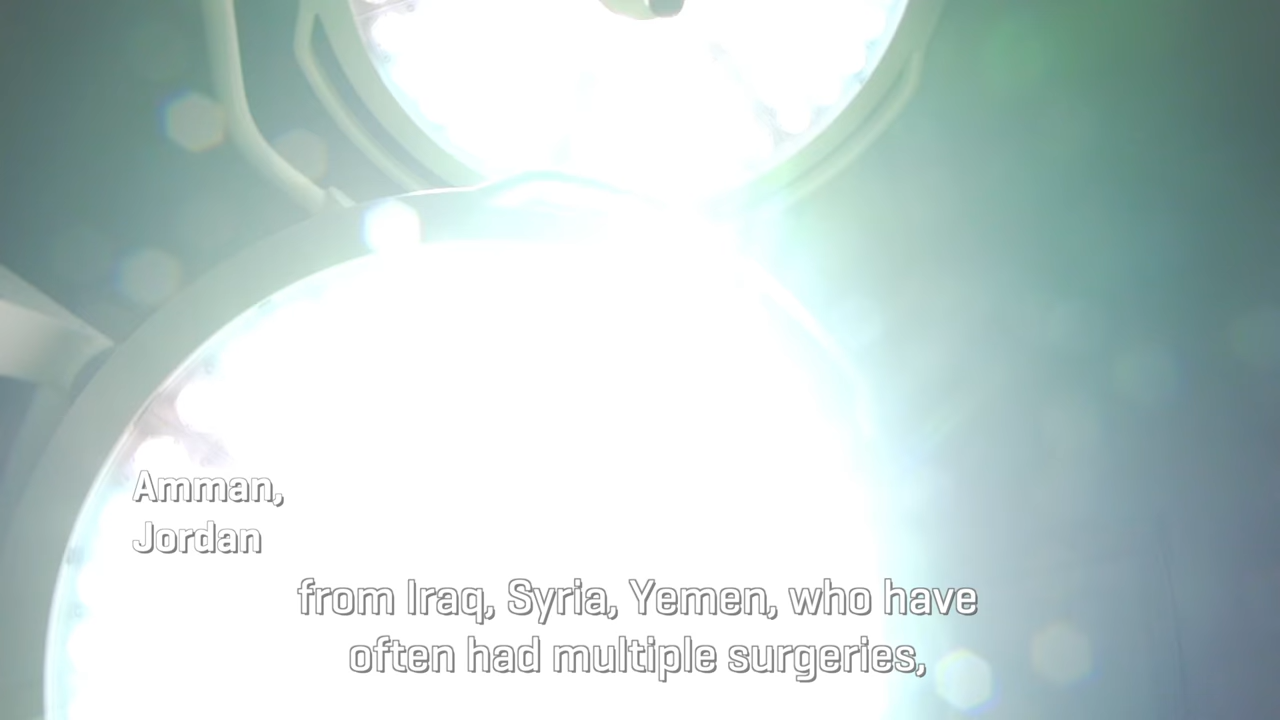 Amman,
Jordan
from Iraq, Syria, Yemen, who have
often had multiple surgeries,